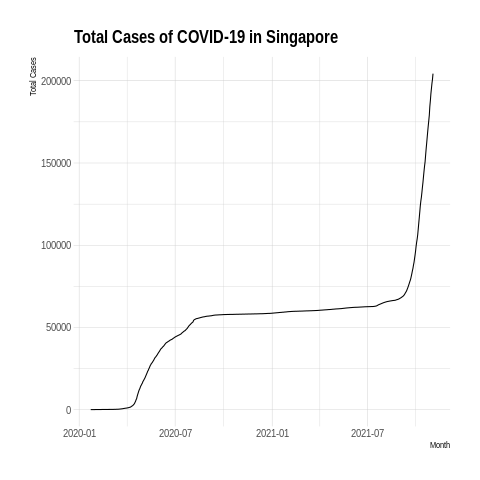 Total Cases of COVID-19 in Singapore
Total Cases
200000
150000
100000
50000
0
2020-01 2020-07 2021-01 2021-07
Month